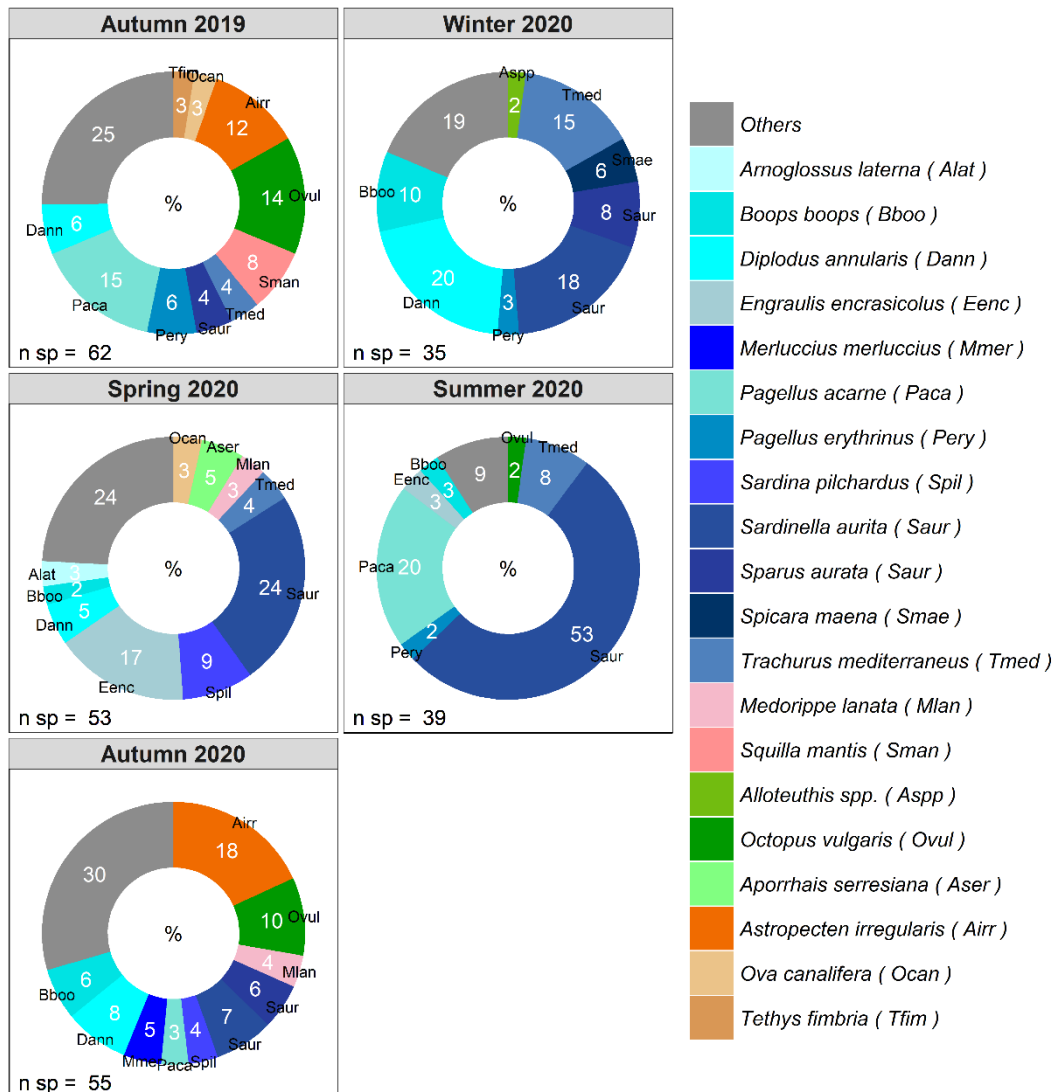 Autumn 2019
Tfim
Ocan
Airr
Ovul
Sman
Tmed
Saur
Pery
Paca
Dann
3
3
12
14
8
4
4
6
15
6
25
%
n sp = 62
Winter 2020
Aspp
Tmed
Smae
Saur
Saur
Pery
Dann
Bboo
2
15
6
8
18
3
20
10
19
%
n sp = 35
Spring 2020
Ocan
Aser
Mlan
Tmed
Saur
Spil
Eenc
Dann
Bboo
Alat
3
5
3
4
24
9
17
5
2
3
24
%
n sp = 53
Summer 2020
Ovul
Tmed
Saur
Pery
Paca
Eenc
Bboo
2
8
53
2
20
3
3
9
%
n sp = 39
Autumn 2020
Airr
Ovul
Mlan
Saur
Saur
Spil
Paca
Mmer
Dann
Bboo
18
10
4
6
7
4
3
5
8
6
30
%
n sp = 55
Others
Arnoglossus laterna ( Alat )
Boops boops ( Bboo )
Diplodus annularis ( Dann )
Engraulis encrasicolus ( Eenc )
Merluccius merluccius ( Mmer )
Pagellus acarne ( Paca )
Pagellus erythrinus ( Pery )
Sardina pilchardus ( Spil )
Sardinella aurita ( Saur )
Sparus aurata ( Saur )
Spicara maena ( Smae )
Trachurus mediterraneus ( Tmed )
Medorippe lanata ( Mlan )
Squilla mantis ( Sman )
Alloteuthis spp. ( Aspp )
Octopus vulgaris ( Ovul )
Aporrhais serresiana ( Aser )
Astropecten irregularis ( Airr )
Ova canalifera ( Ocan )
Tethys fimbria ( Tfim )